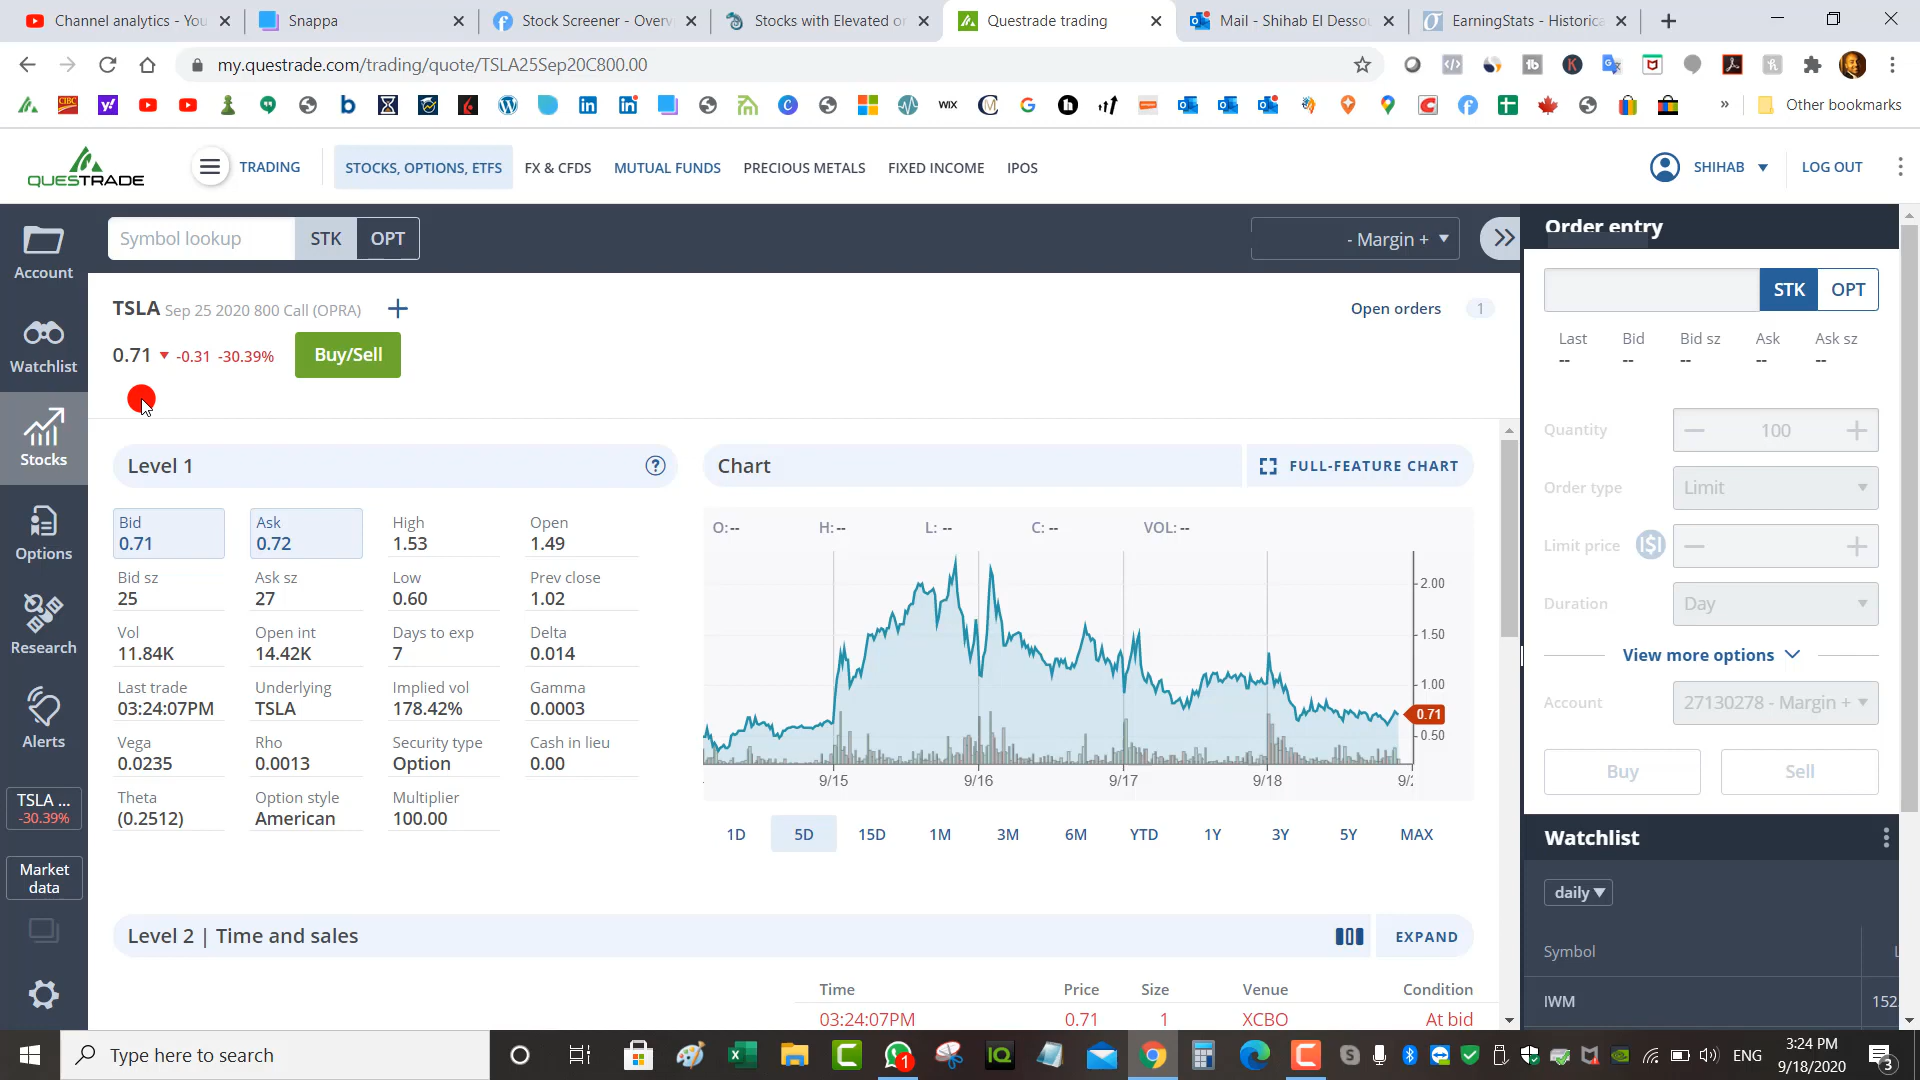 Channel analytics - You
Snappa
Stock Screener - Overv
Stocks with Elevated or
Questrade trading
Mail - Shihab El Desso
EarningStats - Historica
my.questrade.com/trading/quote/TSLA25Sep20C800.00
Other bookmarks
QUESTRADE
TRADING
STOCKS, OPTIONS, ETFS
FX & CFDS
MUTUAL FUNDS
PRECIOUS METALS
FIXED INCOME
IPOS
SHIHAB
LOG OUT
Account
Watchlist
Stocks
Options
Research
Alerts
TSLA ...
-30.39%
Market
data
Symbol lookup
STK
OPT
- Margin +
TSLA Sep 25 2020 800 Call (OPRA)
Open orders 1
0.71 -0.31 -30.39%
Buy/Sell
Level 1
Bid Ask High Open
0.71 0.72 1.53 1.49
Bid sz Ask sz Low Prev close
25 27 0.60 1.02
Vol Open int Days to exp Delta
11.84K 14.42K 7 0.014
Last trade Underlying Implied vol Gamma
03:24:07PM TSLA 178.42% 0.0003
Vega Rho Security type Cash in lieu
0.0235 0.0013 Option 0.00
Theta Option style Multiplier
(0.2512) American 100.00
Chart
FULL-FEATURE CHART
O:-- H:-- L: -- C: -- VOL: --
2.00
1.50
1.00
0.71
0.50
9/15 9/16 9/17 9/18 9/2
1D 5D 15D 1M 3M 6M YTD 1Y 3Y 5Y MAX
Level 2 | Time and sales
EXPAND
Time Price Size Venue Condition
03:24:07PM 0.71 1 XCBO At bid
Order entry
STK
OPT
Last Bid Bid sz Ask Ask sz
-- -- -- -- --
Quantity 100
Order type Limit
Limit price
Duration Day
View more options
Account 27130278 - Margin +
Buy
Sell
Watchlist
daily
Symbol L
IWM 152
Type here to search
1
ENG
3:24 PM
9/18/2020
3